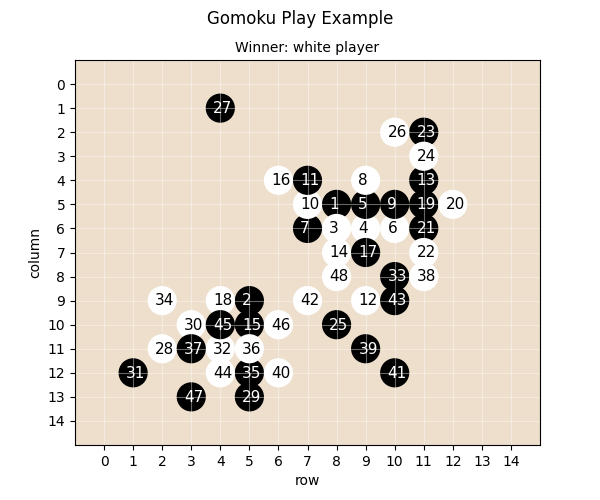 Gomoku Play Example
Winner: white player
0
1 27
2 26 23
3 24
4 16 11 8 13
5 10 1 5 9 19 20
6 7 3 4 6 21
column
7 14 17 22
8 48 33 38
9 34 18 2 42 12 43
10 30 45 15 46 25
11 28 37 32 36 39
12 31 44 35 40 41
13 47 29
14
0 1 2 3 4 5 6 7 8 9 10 11 12 13 14
row